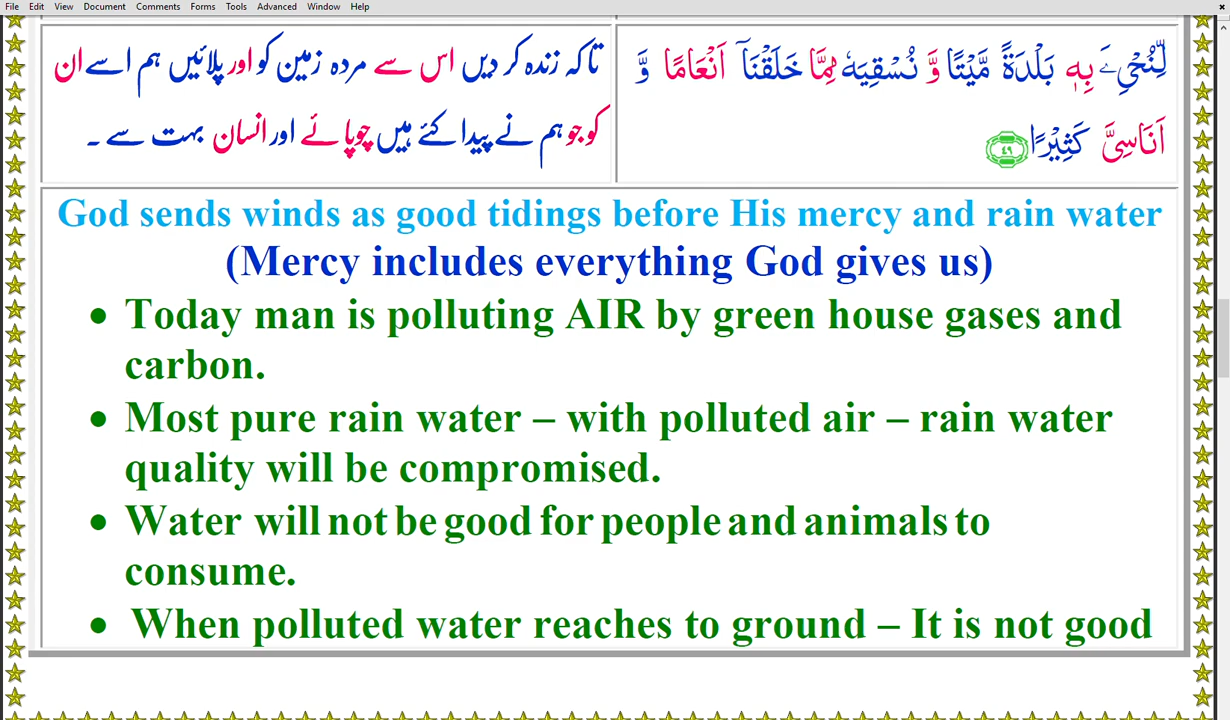 File Edit View Document Comments Forms Tools Advanced Window Help
لِّنُحْیِۦَ بِهٖ بَلْدَةً مَّیْتًا وَّ نُسْقِیَهٗ مِمَّا خَلَقْنَاۤ اَنْعَامًا وَّ
اَنَاسِیَّ كَثِیْرًا ٤٩
تاکہ زندہ کر دیں اس سے مردہ زمین کو اور پلائیں ہم اسے ان
کو جو ہم نے پیدا کئے ہیں چوپائے اور انسان بہت سے ۔
God sends winds as good tidings before His mercy and rain water
(Mercy includes everything God gives us)
• Today man is polluting AIR by green house gases and
carbon.
• Most pure rain water – with polluted air – rain water
quality will be compromised.
• Water will not be good for people and animals to
consume.
• When polluted water reaches to ground – It is not good